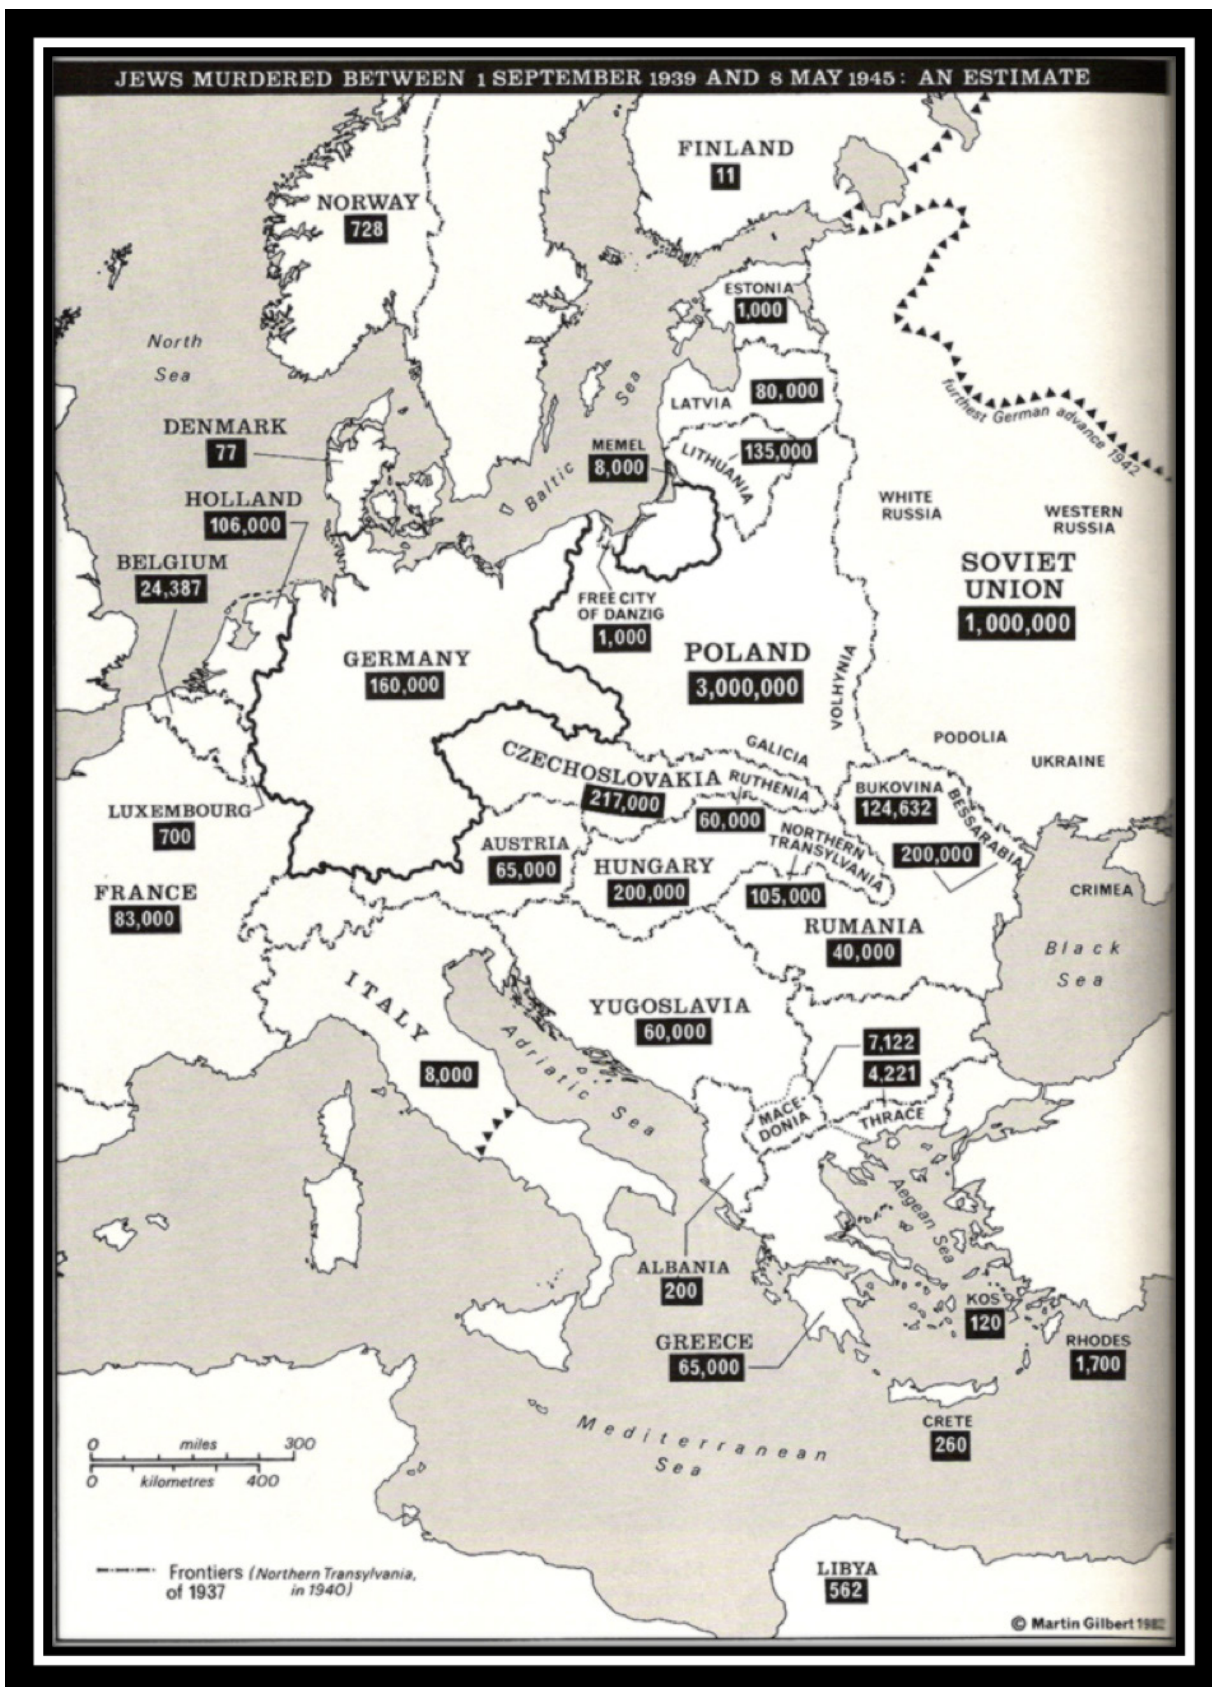 JEWS MURDERED BETWEEN 1 SEPTEMBER 1939 AND 8 MAY 1945: AN ESTIMATE
FINLAND
11
NORWAY
728
ESTONIA
1,000
North
Sea
LATVIA
80,000
Baltic Sea
furthest German advance 1942
DENMARK
77
MEMEL
8,000
LITHUANIA
135,000
HOLLAND
106,000
WHITE
RUSSIA
WESTERN
RUSSIA
BELGIUM
24,387
SOVIET
UNION
1,000,000
FREE CITY
OF DANZIG
1,000
GERMANY
160,000
POLAND
3,000,000
VOLHYNIA
GALICIA
PODOLIA
UKRAINE
CZECHOSLOVAKIA
217,000
RUTHENIA
60,000
BUKOVINA
124,632
BESSARABIA
200,000
LUXEMBOURG
700
AUSTRIA
65,000
HUNGARY
200,000
NORTHERN
TRANSYLVANIA
105,000
FRANCE
83,000
CRIMEA
RUMANIA
40,000
Black
Sea
ITALY
8,000
YUGOSLAVIA
60,000
Adriatic Sea
7,122
4,221
MACE-
DONIA
THRACE
Aegean Sea
ALBANIA
200
KOS
120
GREECE
65,000
RHODES
1,700
CRETE
260
Mediterranean
Sea
0 miles 300
0 kilometres 400
Frontiers (Northern Transylvania,
of 1937 in 1940)
LIBYA
562
© Martin Gilbert 1982